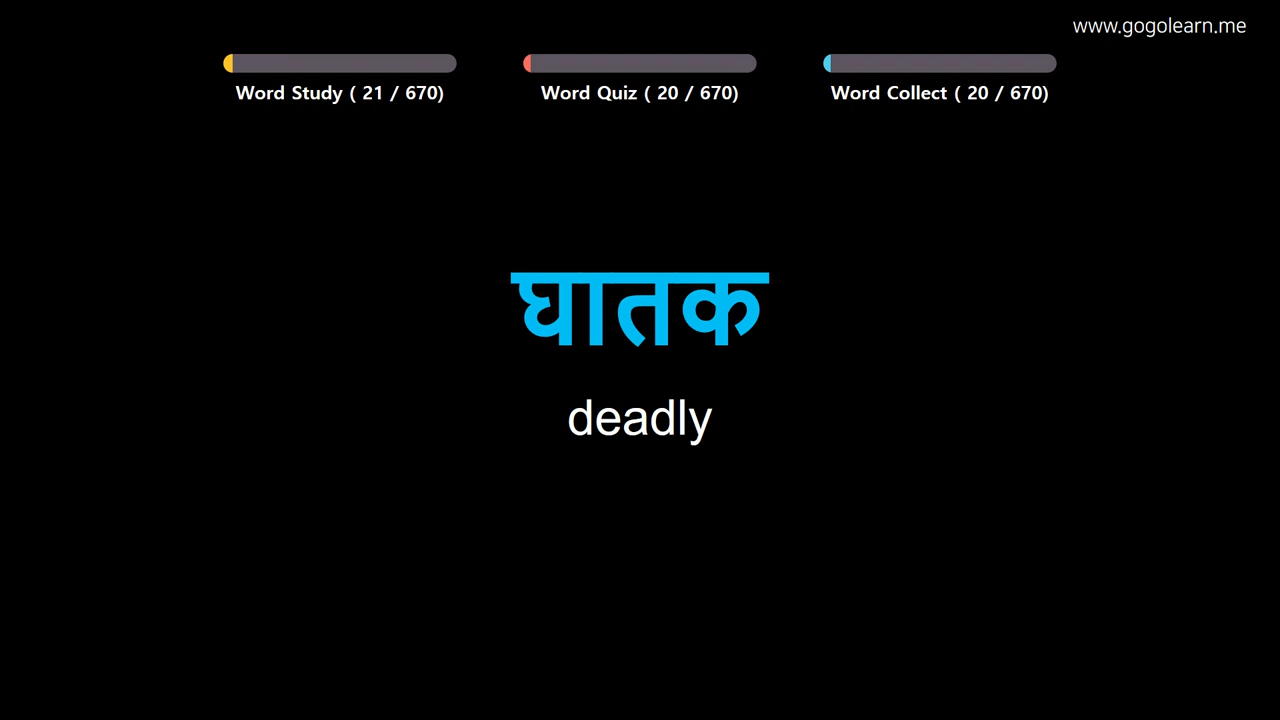 www.gogolearn.me
Word Study ( 21 / 670)
Word Quiz ( 20 / 670)
Word Collect ( 20 / 670)
घातक
deadly